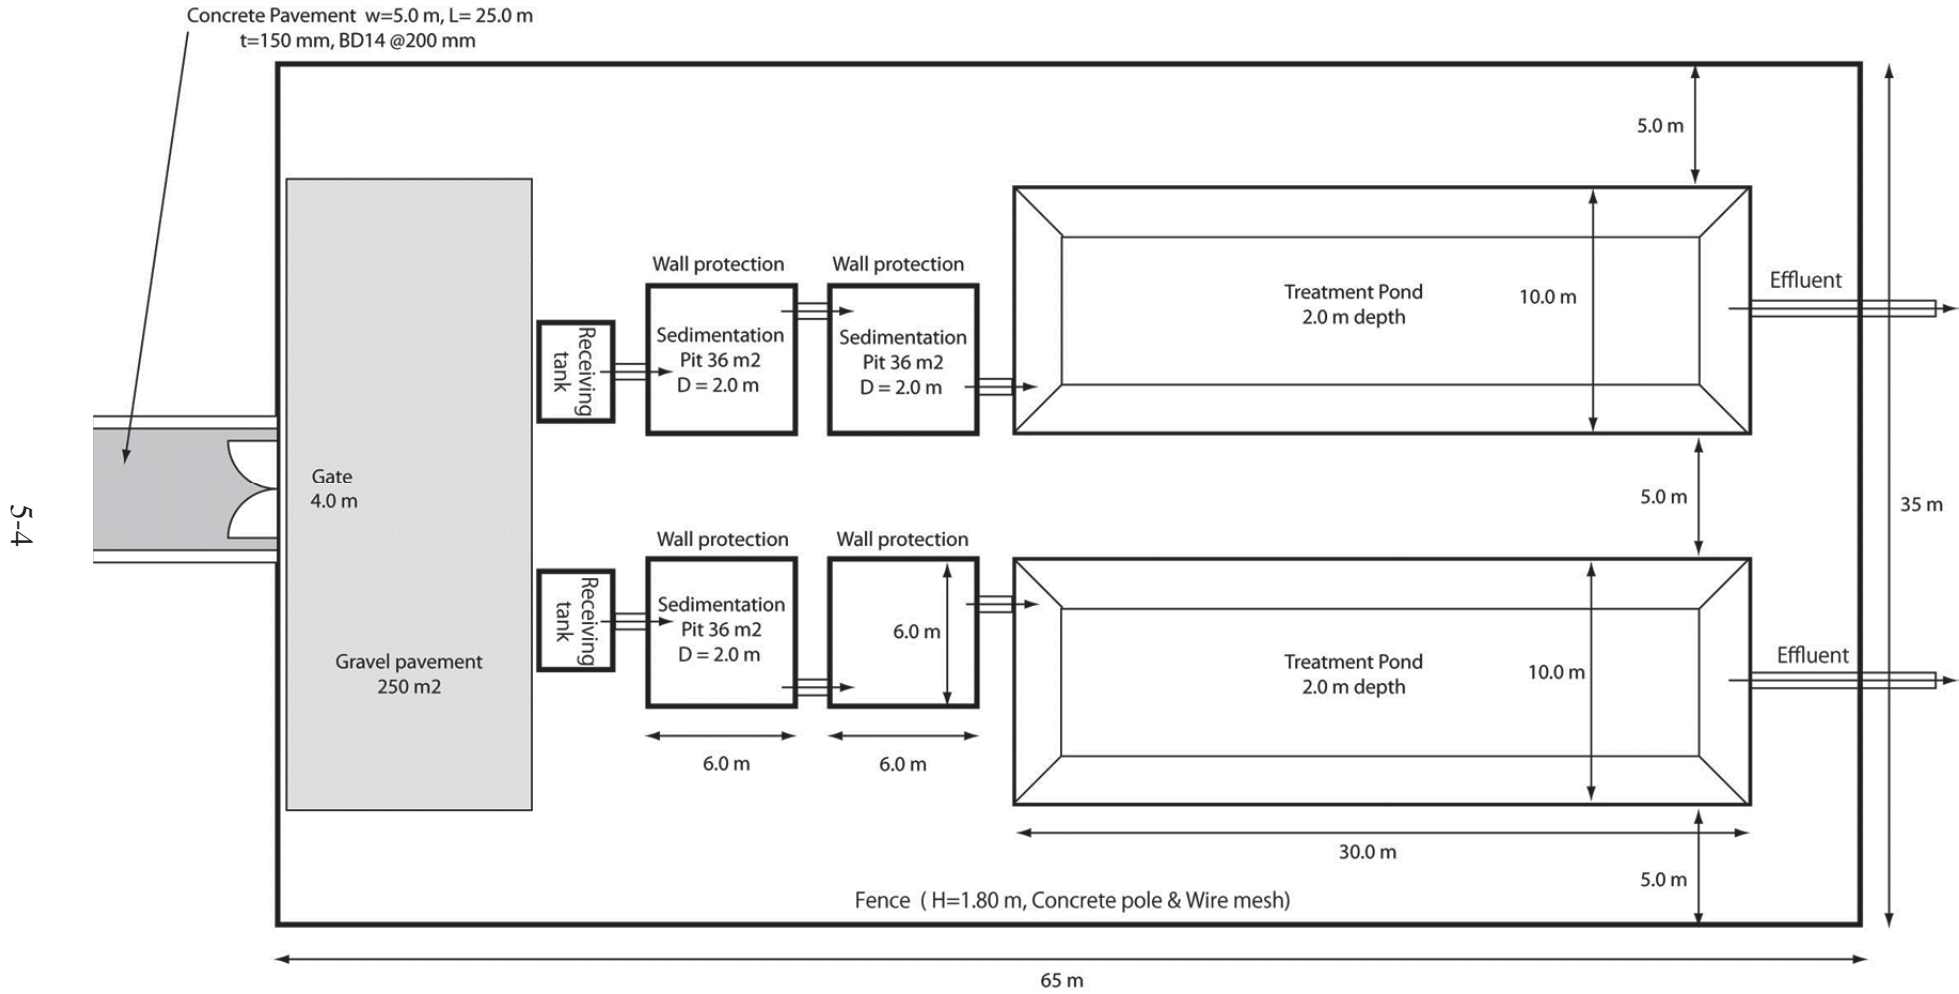 Concrete Pavement w=5.0 m, L= 25.0 m
t=150 mm, BD14 @200 mm
5.0 m
Wall protection
Wall protection
Effluent
Receiving
tank
Sedimentation
Pit 36 m2
D = 2.0 m
Sedimentation
Pit 36 m2
D = 2.0 m
Treatment Pond
2.0 m depth
10.0 m
Gate
4.0 m
5.0 m
35 m
5-4
Wall protection
Wall protection
Receiving
tank
Sedimentation
Pit 36 m2
D = 2.0 m
6.0 m
Treatment Pond
2.0 m depth
10.0 m
Effluent
Gravel pavement
250 m2
6.0 m
6.0 m
30.0 m
5.0 m
Fence ( H=1.80 m, Concrete pole & Wire mesh)
65 m